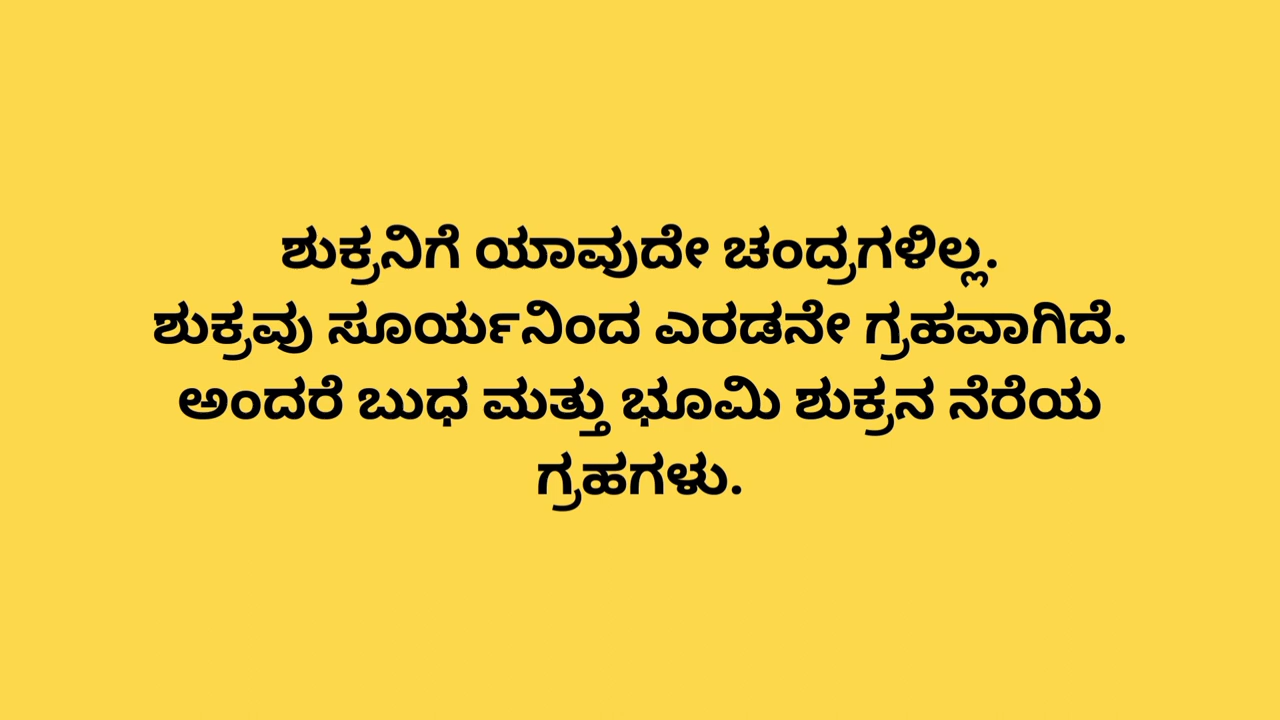 ಶುಕ್ರನಿಗೆ ಯಾವುದೇ ಚಂದ್ರಗಳಿಲ್ಲ.
ಶುಕ್ರವು ಸೂರ್ಯನಿಂದ ಎರಡನೇ ಗ್ರಹವಾಗಿದೆ.
ಅಂದರೆ ಬುಧ ಮತ್ತು ಭೂಮಿ ಶುಕ್ರನ ನೆರೆಯ
ಗ್ರಹಗಳು.